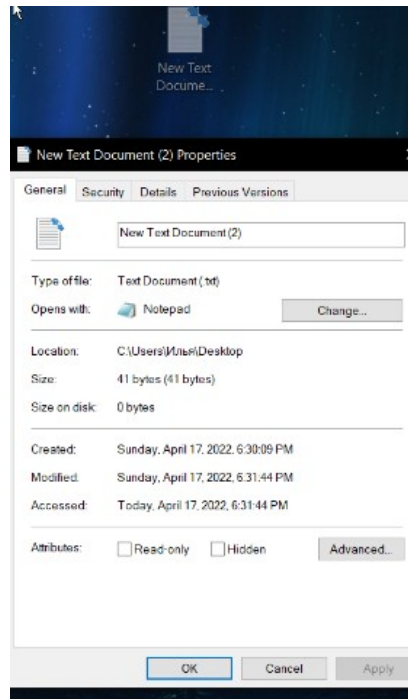 New Text
Docume...
New Text Document (2) Properties
General Security Details Previous Versions
New Text Document (2)
Type of file: Text Document (.txt)
Opens with: Notepad Change...
Location: C:\Users\Илья\Desktop
Size: 41 bytes (41 bytes)
Size on disk: 0 bytes
Created: Sunday, April 17, 2022, 6:30:09 PM
Modified: Sunday, April 17, 2022, 6:31:44 PM
Accessed: Today, April 17, 2022, 6:31:44 PM
Attributes: Read-only Hidden Advanced...
OK Cancel Apply